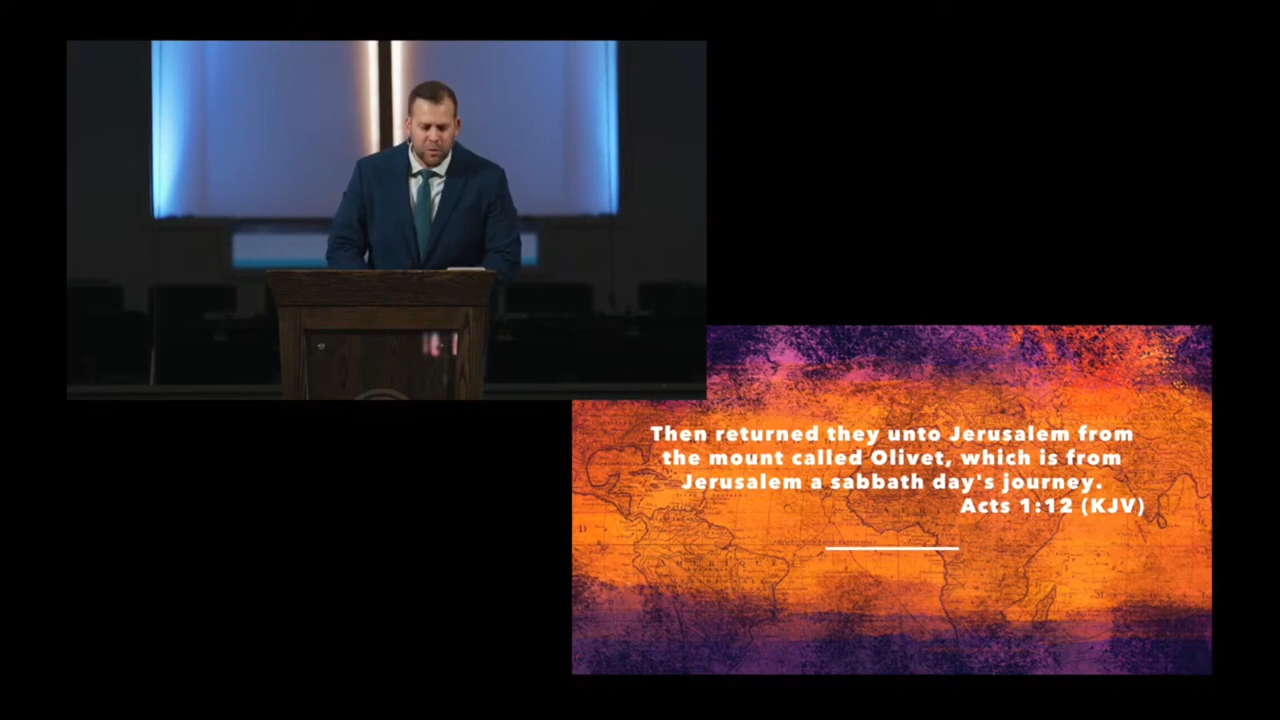 Then returned they unto Jerusalem from
the mount called Olivet, which is from
Jerusalem a sabbath day's journey.
Acts 1:12 (KJV)